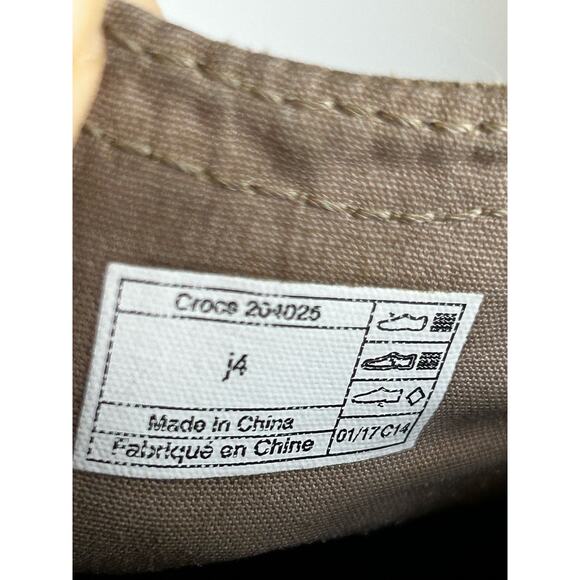 Crocs 204025
j4
Made in China
Fabriqué en Chine
01/17 C14